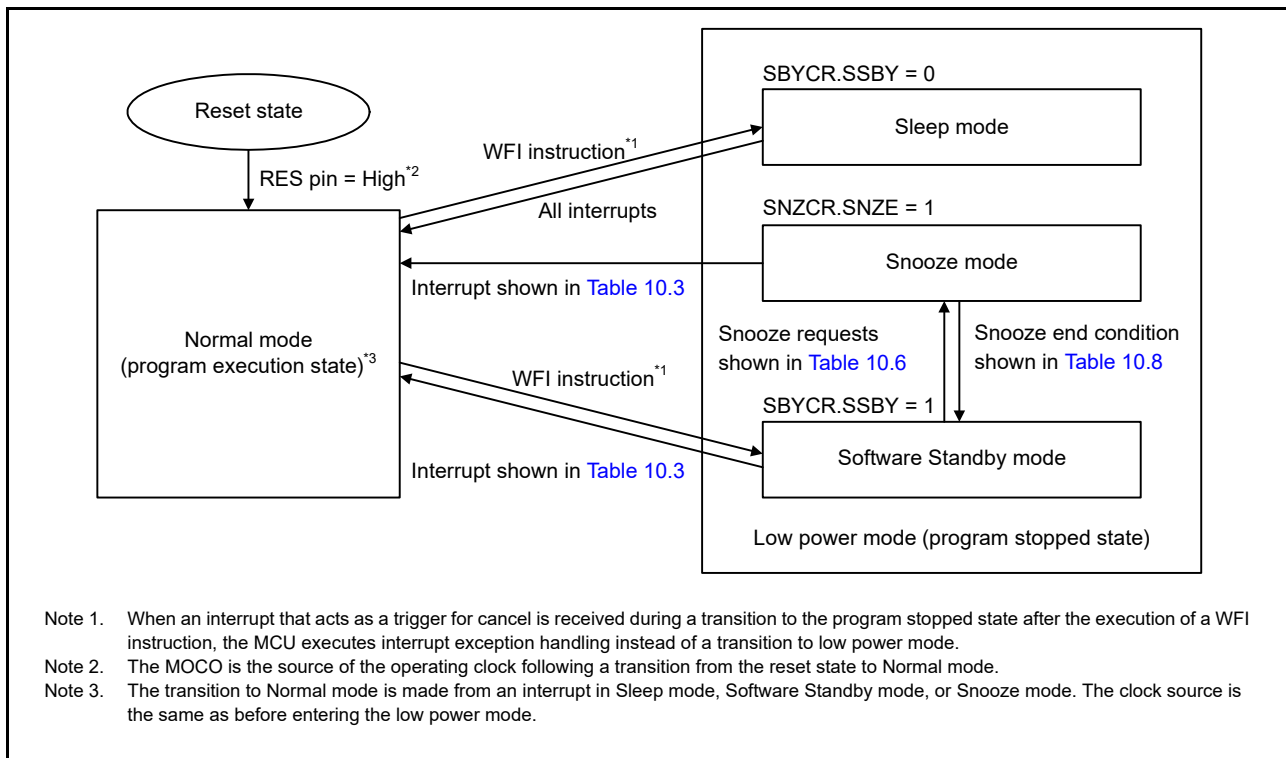 Reset state
RES pin = High*2
Normal mode
(program execution state)*3
WFI instruction*1
All interrupts
Interrupt shown in Table 10.3
WFI instruction*1
Interrupt shown in Table 10.3
SBYCR.SSBY = 0
Sleep mode
SNZCR.SNZE = 1
Snooze mode
Snooze requests
shown in Table 10.6
Snooze end condition
shown in Table 10.8
SBYCR.SSBY = 1
Software Standby mode
Low power mode (program stopped state)
Note 1. When an interrupt that acts as a trigger for cancel is received during a transition to the program stopped state after the execution of a WFI
instruction, the MCU executes interrupt exception handling instead of a transition to low power mode.
Note 2. The MOCO is the source of the operating clock following a transition from the reset state to Normal mode.
Note 3. The transition to Normal mode is made from an interrupt in Sleep mode, Software Standby mode, or Snooze mode. The clock source is
the same as before entering the low power mode.